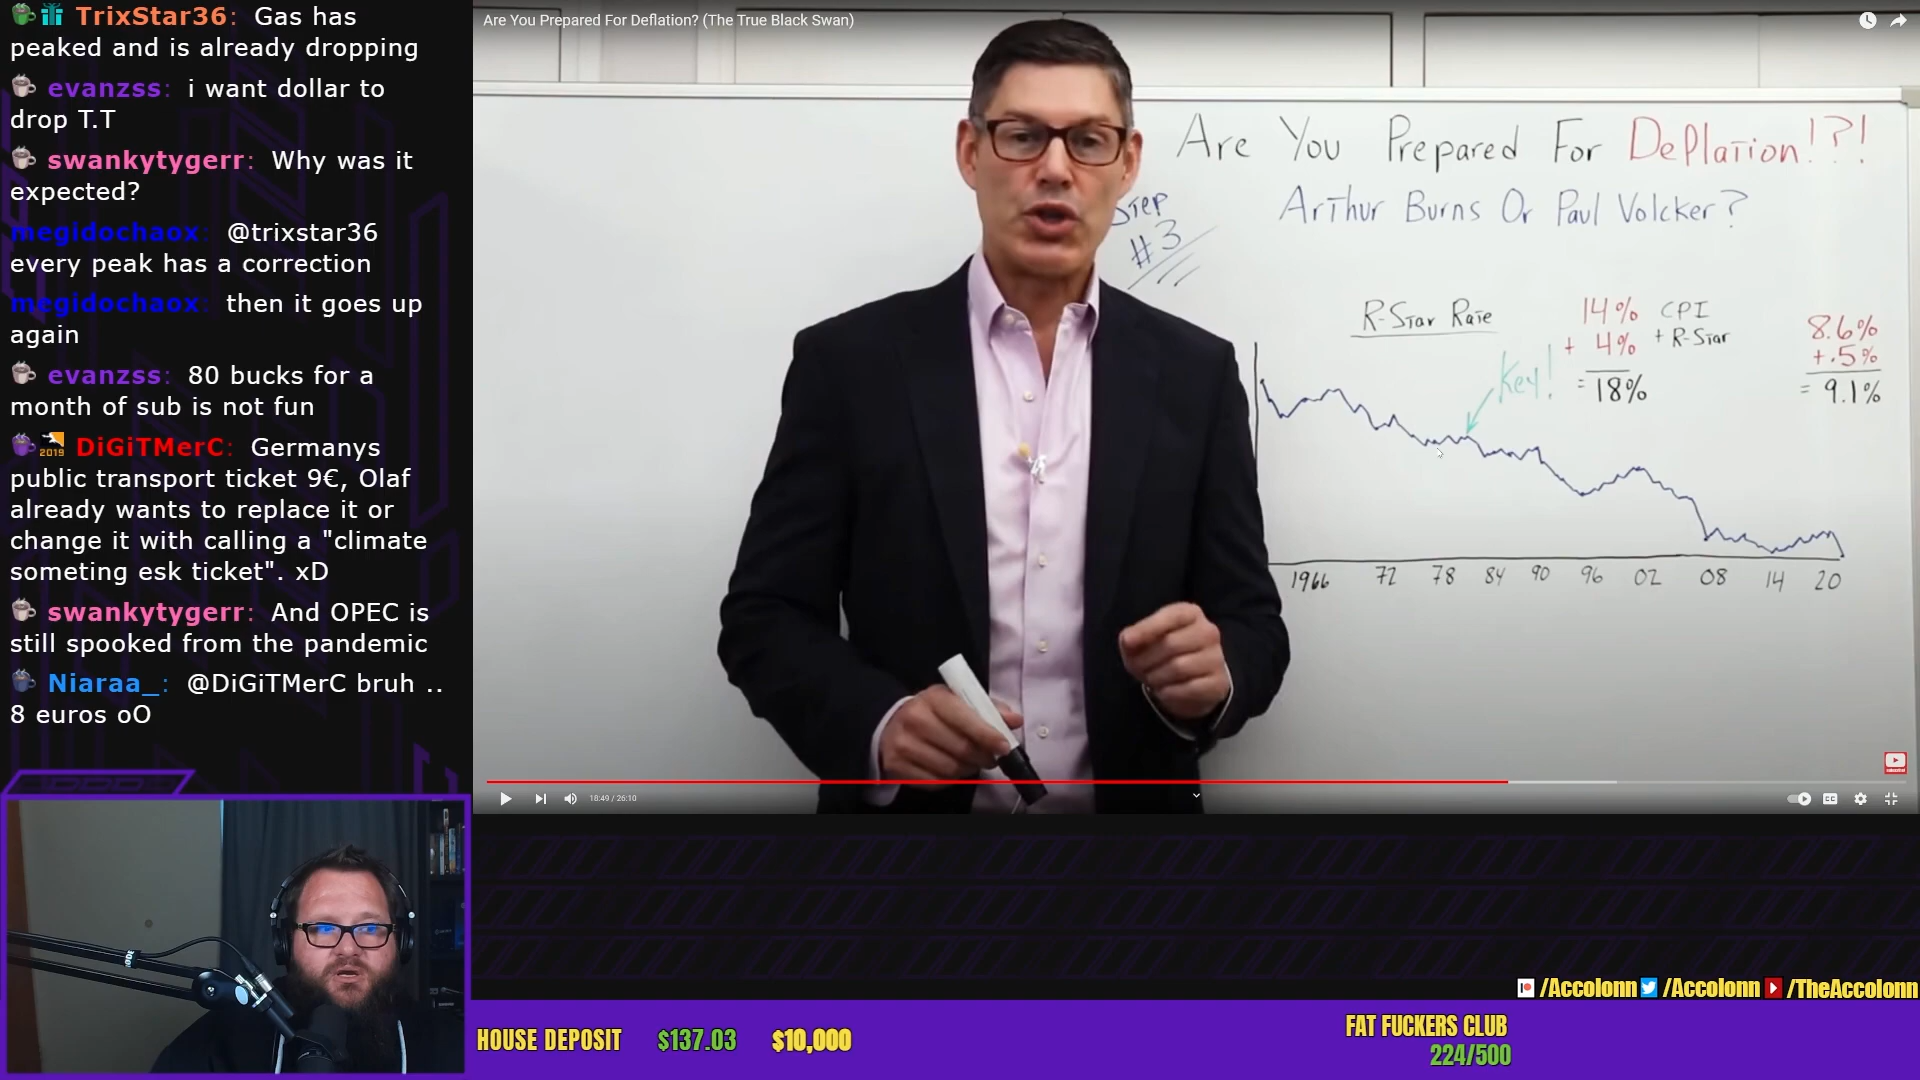 TrixStar36: Gas has
peaked and is already dropping
evanzss: i want dollar to
drop T.T
swankytygerr: Why was it
expected?
megidochaox: @trixstar36
every peak has a correction
megidochaox: then it goes up
again
evanzss: 80 bucks for a
month of sub is not fun
2019 DiGiTMerC: Germanys
public transport ticket 9€, Olaf
already wants to replace it or
change it with calling a "climate
someting esk ticket". xD
swankytygerr: And OPEC is
still spooked from the pandemic
Niaraa_: @DiGiTMerC bruh ..
8 euros oO
Are You Prepared For Deflation? (The True Black Swan)
Are You Prepared For Deflation!?!
Arthur Burns Or Paul Volcker?
Step
#3
R-Star Rate
14% CPI
+ 4% + R-Star
= 18%
8.6%
+.5%
= 9.1%
Key!
1966 72 78 84 90 96 02 08 14 20
18:49 / 26:10
/Accolonn /Accolonn /TheAccolonn
HOUSE DEPOSIT $137.03 $10,000
FAT FUCKERS CLUB
224/500